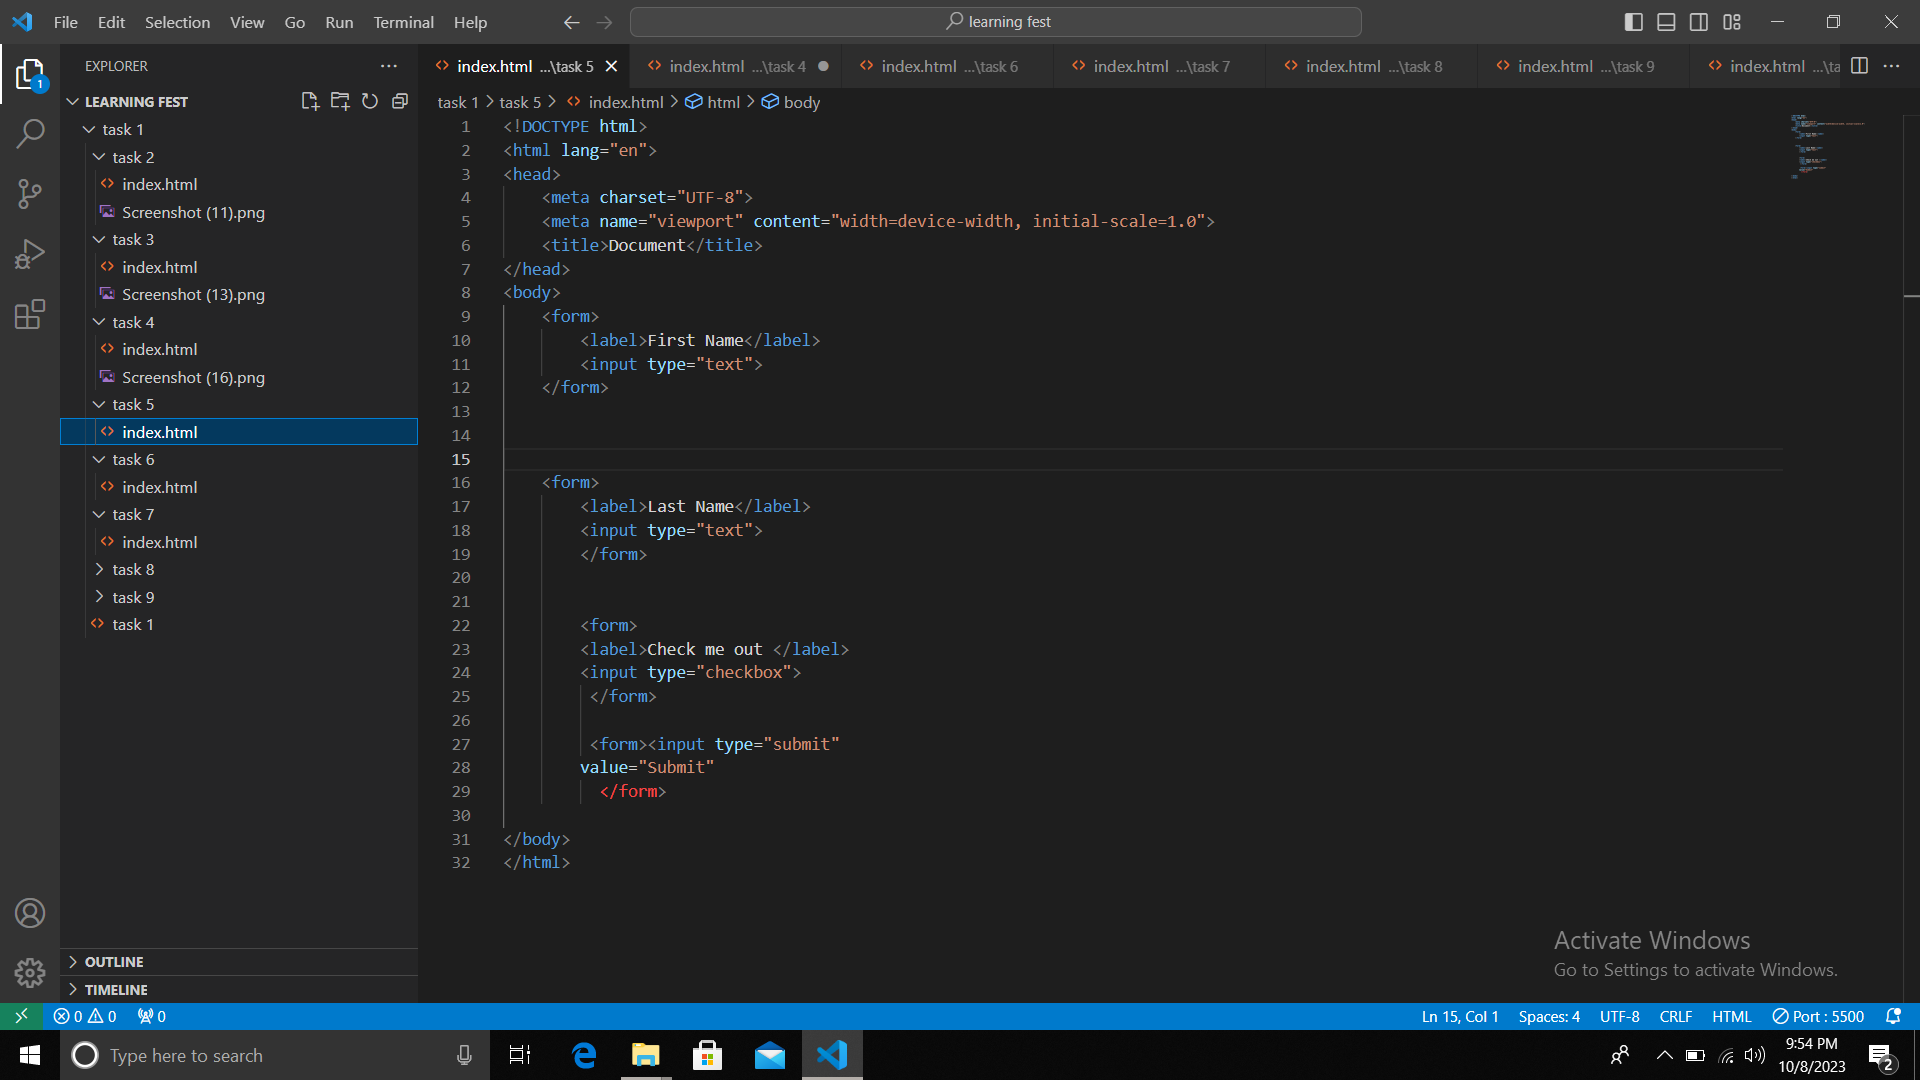 File Edit Selection View Go Run Terminal Help
learning fest
EXPLORER
LEARNING FEST
task 1
task 2
index.html
Screenshot (11).png
task 3
index.html
Screenshot (13).png
task 4
index.html
Screenshot (16).png
task 5
index.html
task 6
index.html
task 7
index.html
task 8
task 9
task 1
OUTLINE
TIMELINE
index.html ...\task 5 index.html ...\task 4 index.html ...\task 6 index.html ...\task 7 index.html ...\task 8 index.html ...\task 9 index.html ...\ta
task 1 > task 5 > index.html > html > body
1 <!DOCTYPE html>
2 <html lang="en">
3 <head>
4 <meta charset="UTF-8">
5 <meta name="viewport" content="width=device-width, initial-scale=1.0">
6 <title>Document</title>
7 </head>
8 <body>
9 <form>
10 <label>First Name</label>
11 <input type="text">
12 </form>
13
14
15
16 <form>
17 <label>Last Name</label>
18 <input type="text">
19 </form>
20
21
22 <form>
23 <label>Check me out </label>
24 <input type="checkbox">
25 </form>
26
27 <form><input type="submit"
28 value="Submit"
29 </form>
30
31 </body>
32 </html>
Activate Windows
Go to Settings to activate Windows.
0 0 0 Ln 15, Col 1 Spaces: 4 UTF-8 CRLF HTML Port : 5500
Type here to search
9:54 PM
10/8/2023
2
1